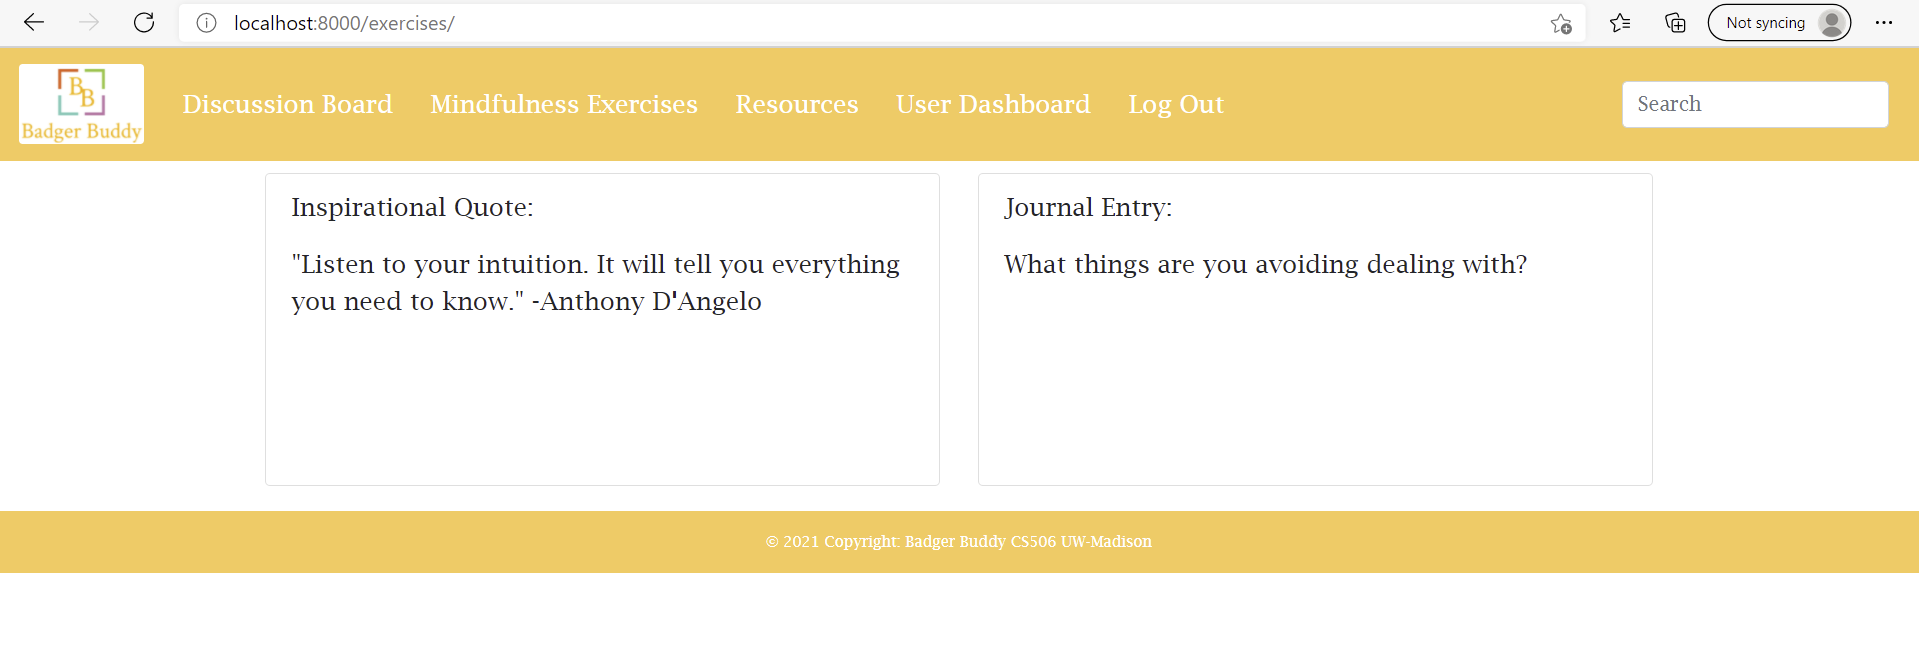 localhost:8000/exercises/
Not syncing
BB
Badger Buddy
Discussion Board
Mindfulness Exercises
Resources
User Dashboard
Log Out
Search
Inspirational Quote:
"Listen to your intuition. It will tell you everything
you need to know." -Anthony D'Angelo
Journal Entry:
What things are you avoiding dealing with?
© 2021 Copyright: Badger Buddy CS506 UW-Madison